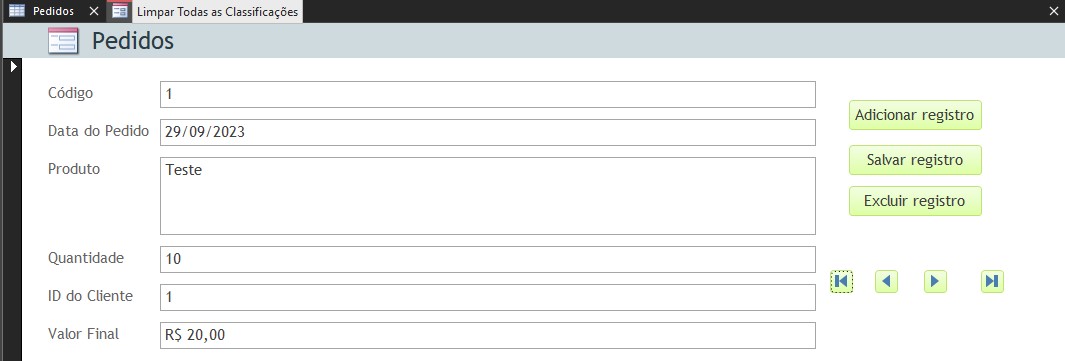 Pedidos
Limpar Todas as Classificações
Pedidos
Código
1
Data do Pedido
29/09/2023
Produto
Teste
Quantidade
10
ID do Cliente
1
Valor Final
R$ 20,00
Adicionar registro
Salvar registro
Excluir registro